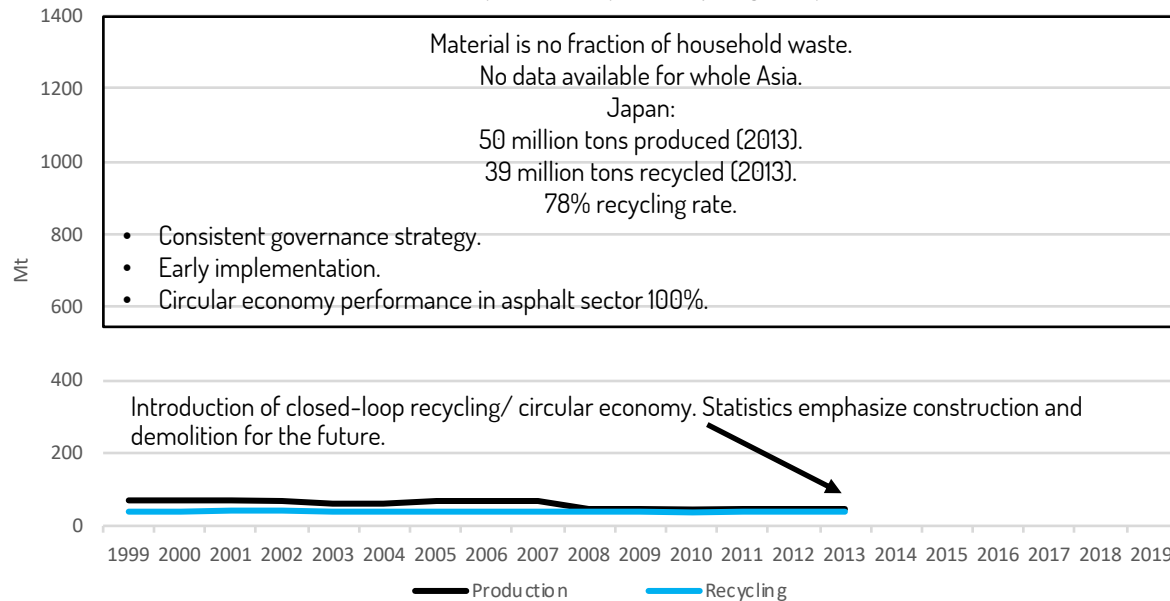 1400
Material is no fraction of household waste.
No data available for whole Asia.
1200
Japan:
50 million tons produced (2013).
1000
39 million tons recycled (2013).
78% recycling rate.
800
• Consistent governance strategy.
• Early implementation.
Mt
• Circular economy performance in asphalt sector 100%.
600
400
Introduction of closed-loop recycling/ circular economy. Statistics emphasize construction and
demolition for the future.
200
0
1999 2000 2001 2002 2003 2004 2005 2006 2007 2008 2009 2010 2011 2012 2013 2014 2015 2016 2017 2018 2019
Production Recycling